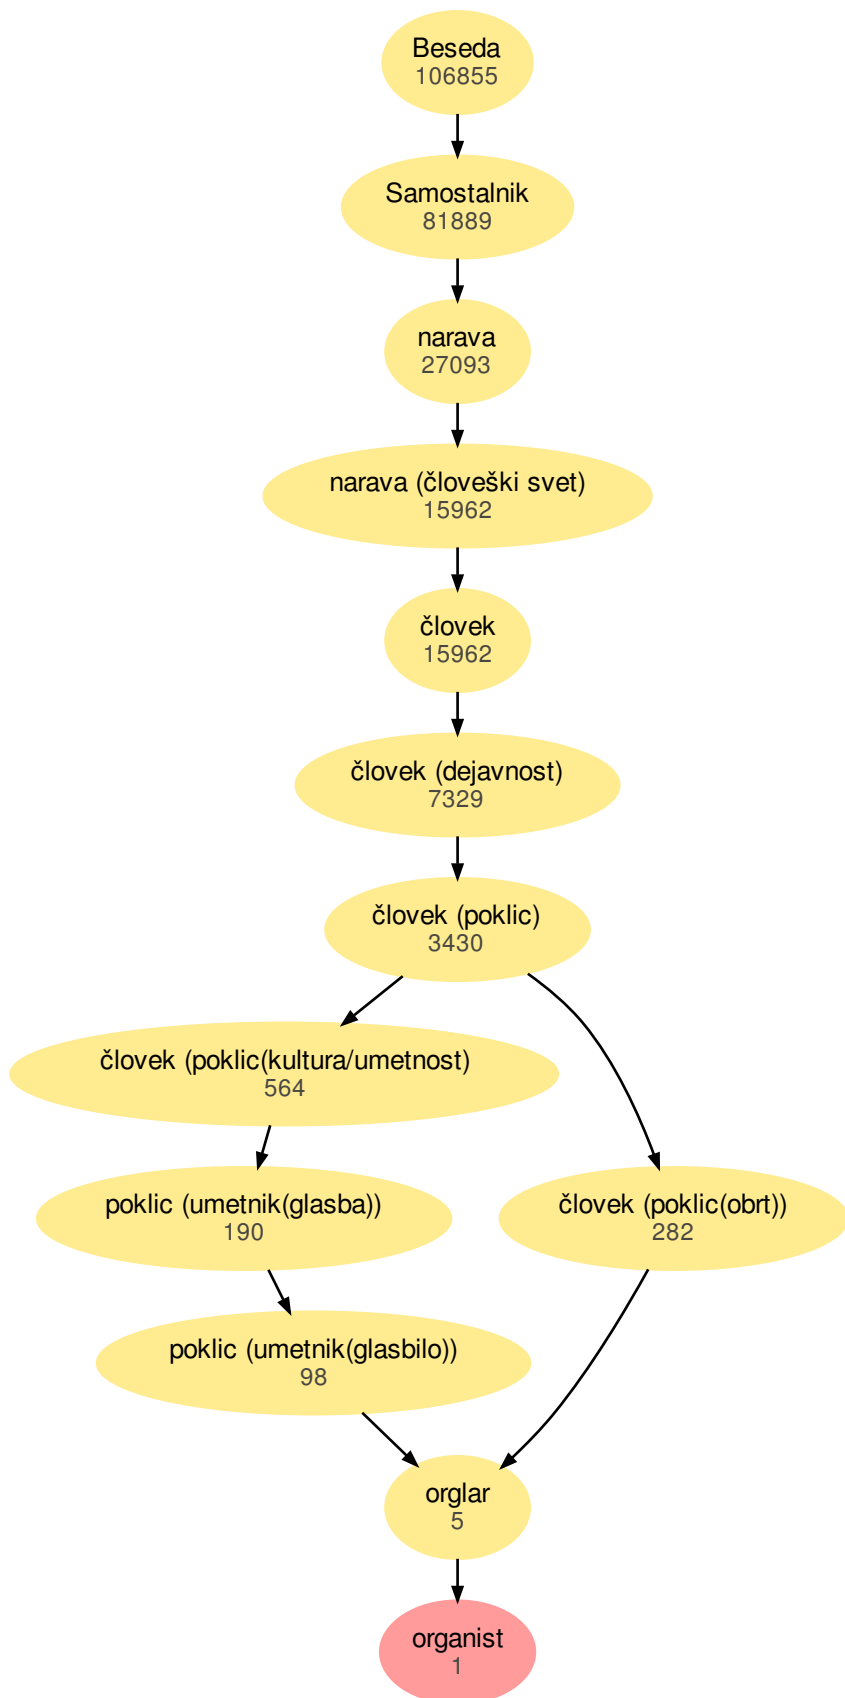 Beseda
106855
Samostalnik
81889
narava
27093
narava (človeški svet)
15962
človek
15962
človek (dejavnost)
7329
človek (poklic)
3430
človek (poklic(kultura/umetnost)
564
poklic (umetnik(glasba))
190
človek (poklic(obrt))
282
poklic (umetnik(glasbilo))
98
orglar
5
organist
1